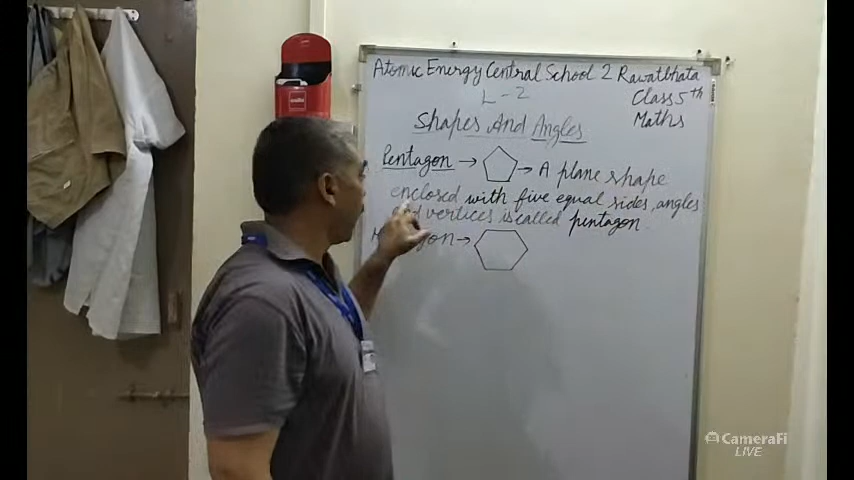 Atomic Energy Central School 2 Rawatbhata
L - 2
Class 5th
Maths
Shapes And Angles
Pentagon → → A plane shape
enclosed with five equal sides, angles
vertices is called pentagon.
→
CameraFi
LIVE